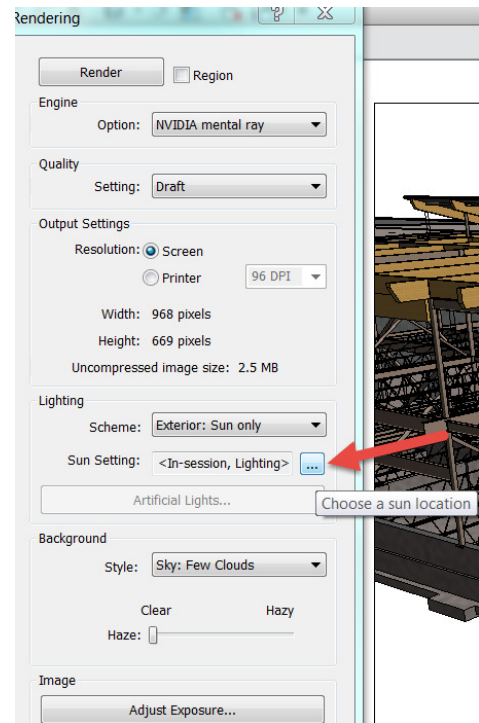 Rendering
Render
Region
Engine
Option: NVIDIA mental ray
Quality
Setting: Draft
Output Settings
Resolution: Screen
Printer 96 DPI
Width: 968 pixels
Height: 669 pixels
Uncompressed image size: 2.5 MB
Lighting
Scheme: Exterior: Sun only
Sun Setting: <In-session, Lighting> ...
Artificial Lights...
Choose a sun location
Background
Style: Sky: Few Clouds
Clear Hazy
Haze:
Image
Adjust Exposure...